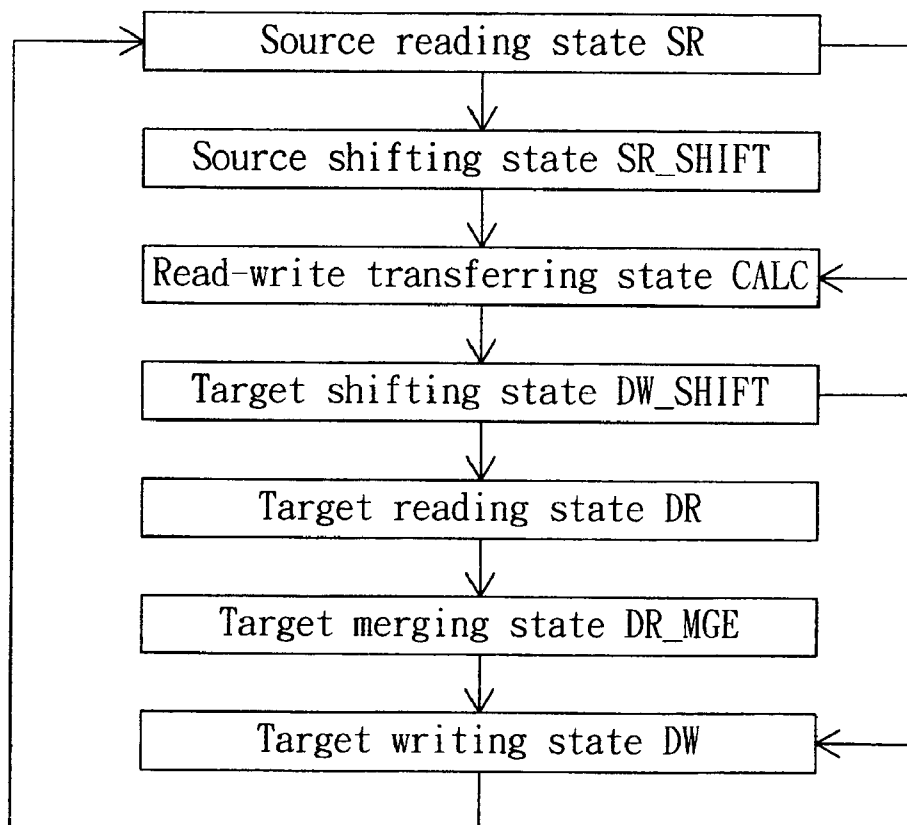 Source reading state SR
Source shifting state SR_SHIFT
Read-write transferring state CALC
Target shifting state DW_SHIFT
Target reading state DR
Target merging state DR_MGE
Target writing state DW